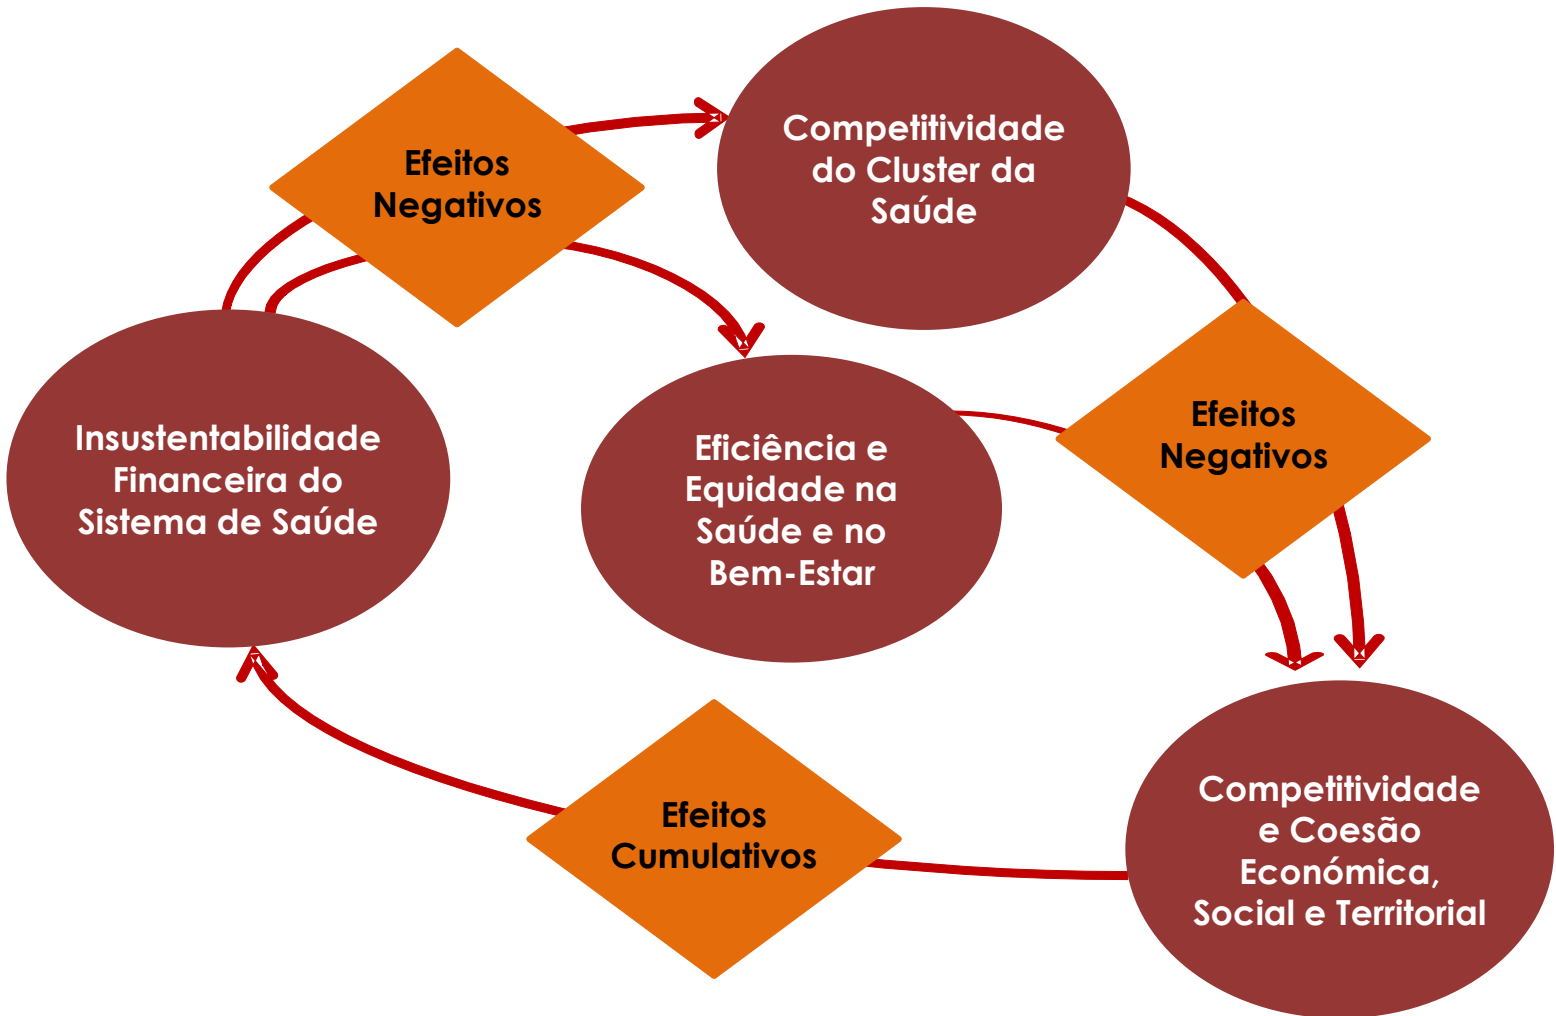 Efeitos
Negativos
Competitividade
do Cluster da
Saúde
Insustentabilidade
Financeira do
Sistema de Saúde
Eficiência e
Equidade na
Saúde e no
Bem-Estar
Efeitos
Negativos
Efeitos
Cumulativos
Competitividade
e Coesão
Económica,
Social e Territorial